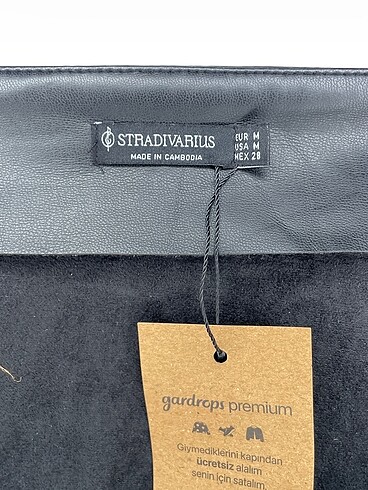 STRADIVARIUS
MADE IN CAMBODIA
EUR M
USA M
MEX 28
gardrops premium
Giymediklerini kapından
ücretsiz alalım
senin için satalım